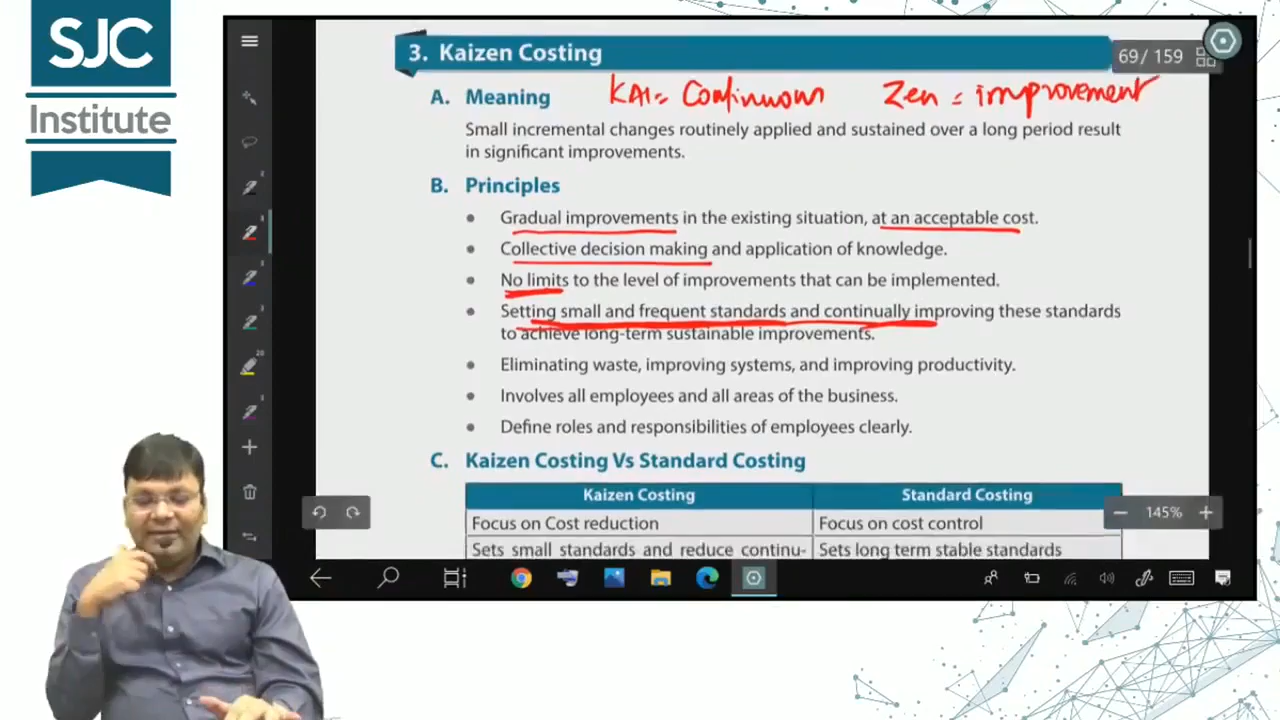 SJC
Institute
3. Kaizen Costing
69/159
A. Meaning
KAI = Continuous Zen = improvement
Small incremental changes routinely applied and sustained over a long period result
in significant improvements.
B. Principles
• Gradual improvements in the existing situation, at an acceptable cost.
• Collective decision making and application of knowledge.
• No limits to the level of improvements that can be implemented.
• Setting small and frequent standards and continually improving these standards
to achieve long-term sustainable improvements.
• Eliminating waste, improving systems, and improving productivity.
• Involves all employees and all areas of the business.
• Define roles and responsibilities of employees clearly.
C. Kaizen Costing Vs Standard Costing
Kaizen Costing Standard Costing
Focus on Cost reduction Focus on cost control
Sets small standards and reduce continu- Sets long term stable standards
145%
20